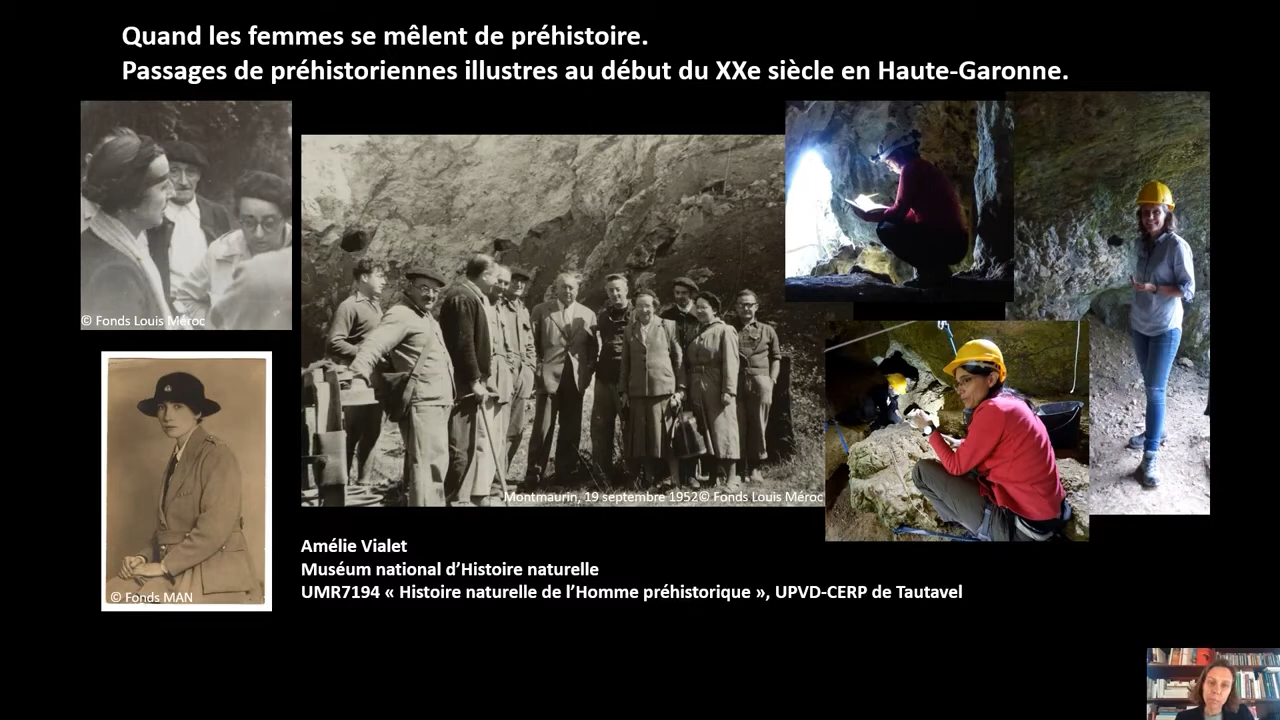 Quand les femmes se mêlent de préhistoire.
Passages de préhistoriennes illustres au début du XXe siècle en Haute-Garonne.
© Fonds Louis Méroc
Montmaurin, 19 septembre 1952© Fonds Louis Méroc
© Fonds MAN
Amélie Vialet
Muséum national d’Histoire naturelle
UMR7194 « Histoire naturelle de l’Homme préhistorique », UPVD-CERP de Tautavel